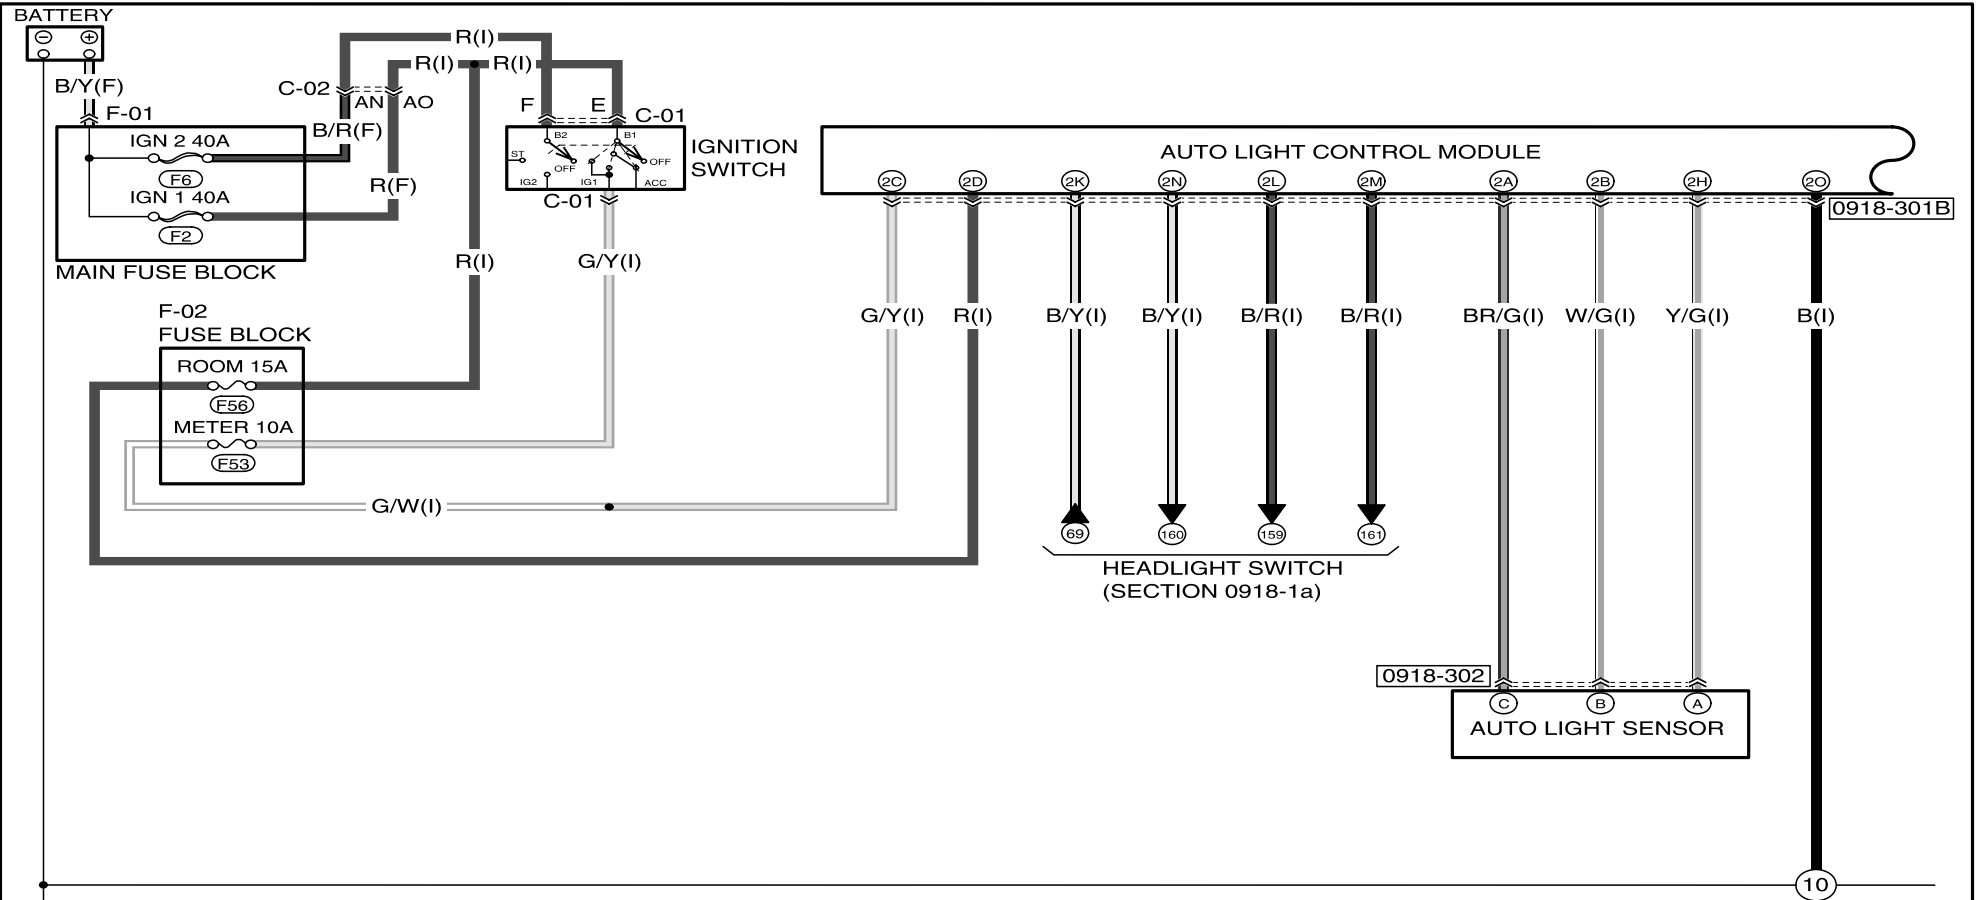 BATTERY
− +
B/Y(F)
F-01
IGN 2 40A
F6
IGN 1 40A
F2
MAIN FUSE BLOCK
C-02
AN AO
B/R(F)
R(F)
R(I)
R(I) R(I)
F E
C-01
B2 B1
ST
OFF
OFF
IG2 IG1 ACC
IGNITION
SWITCH
C-01
R(I)
G/Y(I)
F-02
FUSE BLOCK
ROOM 15A
F56
METER 10A
F53
G/W(I)
AUTO LIGHT CONTROL MODULE
2C 2D 2K 2N 2L 2M 2A 2B 2H 2O
0918-301B
G/Y(I) R(I) B/Y(I) B/Y(I) B/R(I) B/R(I) BR/G(I) W/G(I) Y/G(I) B(I)
69 160 159 161
HEADLIGHT SWITCH
(SECTION 0918-1a)
0918-302
C B A
AUTO LIGHT SENSOR
10